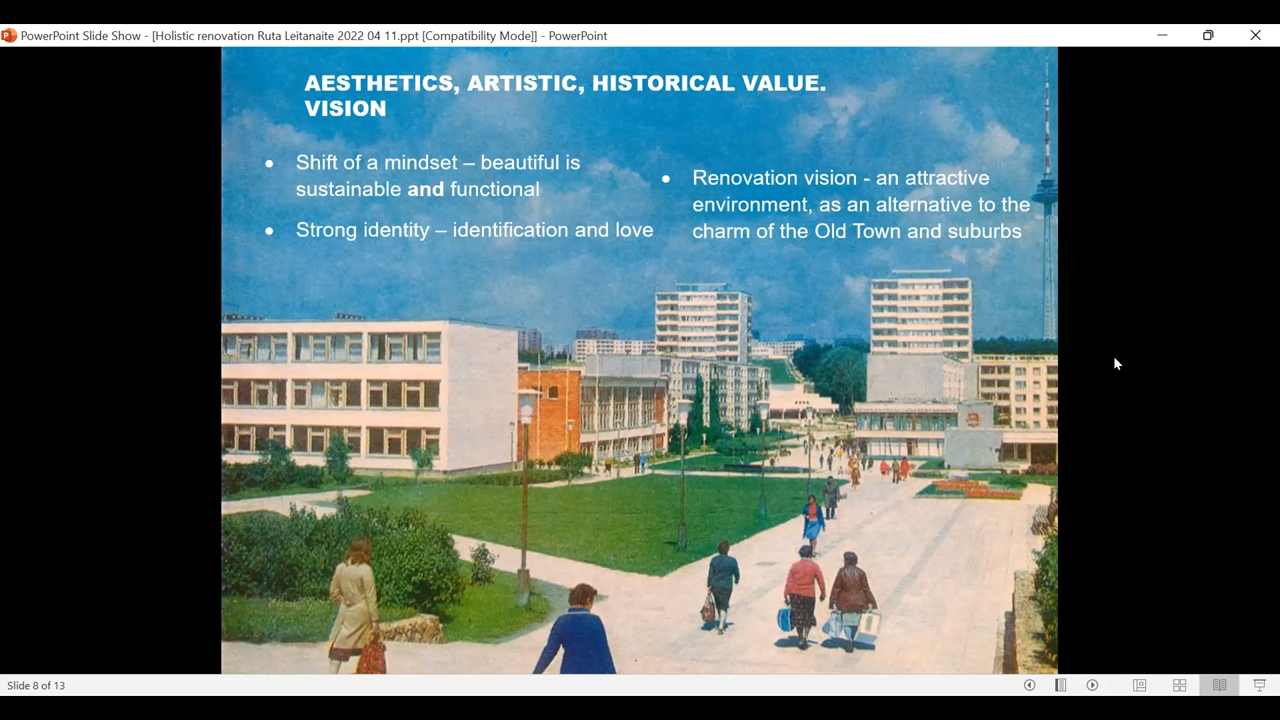 PowerPoint Slide Show - [Holistic renovation Ruta Leitanaite 2022 04 11.ppt [Compatibility Mode]] - PowerPoint
AESTHETICS, ARTISTIC, HISTORICAL VALUE.
VISION
• Shift of a mindset – beautiful is
sustainable and functional
• Strong identity – identification and love
• Renovation vision - an attractive
environment, as an alternative to the
charm of the Old Town and suburbs
Slide 8 of 13